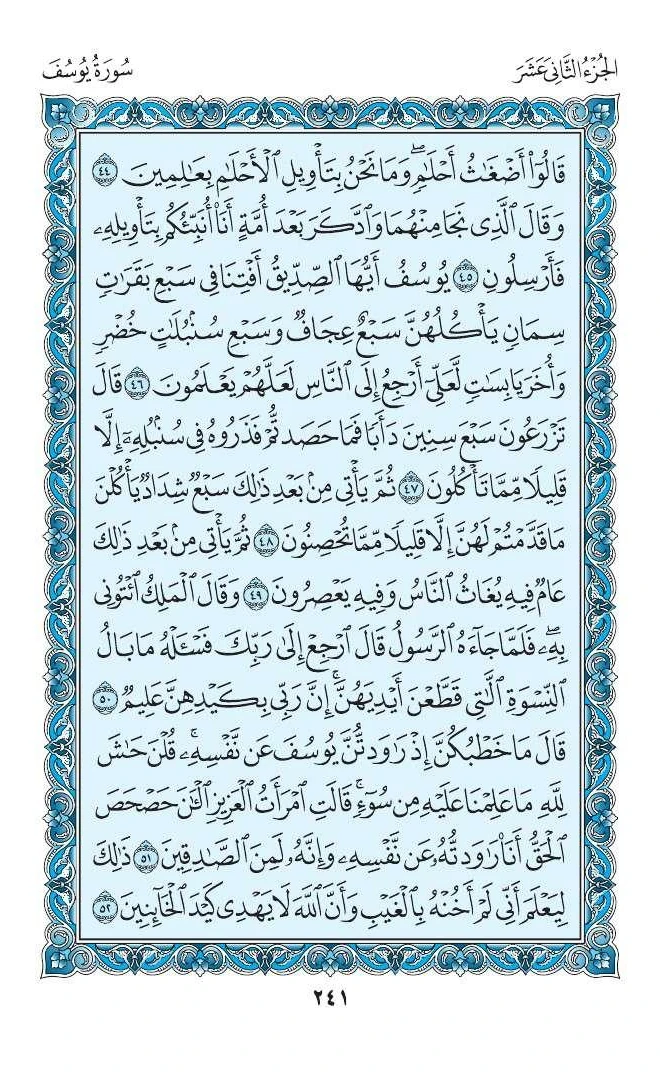 الجُزْءُ الثَّانِي عَشَرَ سُورَةُ يُوسُفَ
قَالُوٓا۟ أَضْغَـٰثُ أَحْلَـٰمٍۖ وَمَا نَحْنُ بِتَأْوِيلِ ٱلْأَحْلَـٰمِ بِعَـٰلِمِينَ ٤٤
وَقَالَ ٱلَّذِى نَجَا مِنْهُمَا وَٱدَّكَرَ بَعْدَ أُمَّةٍ أَنَا۠ أُنَبِّئُكُم بِتَأْوِيلِهِۦ
فَأَرْسِلُونِ ٤٥ يُوسُفُ أَيُّهَا ٱلصِّدِّيقُ أَفْتِنَا فِى سَبْعِ بَقَرَٰتٍ
سِمَانٍ يَأْكُلُهُنَّ سَبْعٌ عِجَافٌ وَسَبْعِ سُنۢبُلَـٰتٍ خُضْرٍ
وَأُخَرَ يَابِسَـٰتٍ لَّعَلِّىٓ أَرْجِعُ إِلَى ٱلنَّاسِ لَعَلَّهُمْ يَعْلَمُونَ ٤٦ قَالَ
تَزْرَعُونَ سَبْعَ سِنِينَ دَأَبًا فَمَا حَصَدتُّمْ فَذَرُوهُ فِى سُنۢبُلِهِۦٓ إِلَّا
قَلِيلًا مِّمَّا تَأْكُلُونَ ٤٧ ثُمَّ يَأْتِى مِنۢ بَعْدِ ذَٰلِكَ سَبْعٌ شِدَادٌ يَأْكُلْنَ
مَا قَدَّمْتُمْ لَهُنَّ إِلَّا قَلِيلًا مِّمَّا تُحْصِنُونَ ٤٨ ثُمَّ يَأْتِى مِنۢ بَعْدِ ذَٰلِكَ
عَامٌ فِيهِ يُغَاثُ ٱلنَّاسُ وَفِيهِ يَعْصِرُونَ ٤٩ وَقَالَ ٱلْمَلِكُ ٱئْتُونِى
بِهِۦۖ فَلَمَّا جَآءَهُ ٱلرَّسُولُ قَالَ ٱرْجِعْ إِلَىٰ رَبِّكَ فَسْـَٔلْهُ مَا بَالُ
ٱلنِّسْوَةِ ٱلَّـٰتِى قَطَّعْنَ أَيْدِيَهُنَّۚ إِنَّ رَبِّى بِكَيْدِهِنَّ عَلِيمٌ ٥٠
قَالَ مَا خَطْبُكُنَّ إِذْ رَٰوَدتُّنَّ يُوسُفَ عَن نَّفْسِهِۦۚ قُلْنَ حَـٰشَ
لِلَّهِ مَا عَلِمْنَا عَلَيْهِ مِن سُوٓءٍۚ قَالَتِ ٱمْرَأَتُ ٱلْعَزِيزِ ٱلْـَٔـٰنَ حَصْحَصَ
ٱلْحَقُّ أَنَا۠ رَٰوَدتُّهُۥ عَن نَّفْسِهِۦ وَإِنَّهُۥ لَمِنَ ٱلصَّـٰدِقِينَ ٥١ ذَٰلِكَ
لِيَعْلَمَ أَنِّى لَمْ أَخُنْهُ بِٱلْغَيْبِ وَأَنَّ ٱللَّهَ لَا يَهْدِى كَيْدَ ٱلْخَآئِنِينَ ٥٢
٢٤١